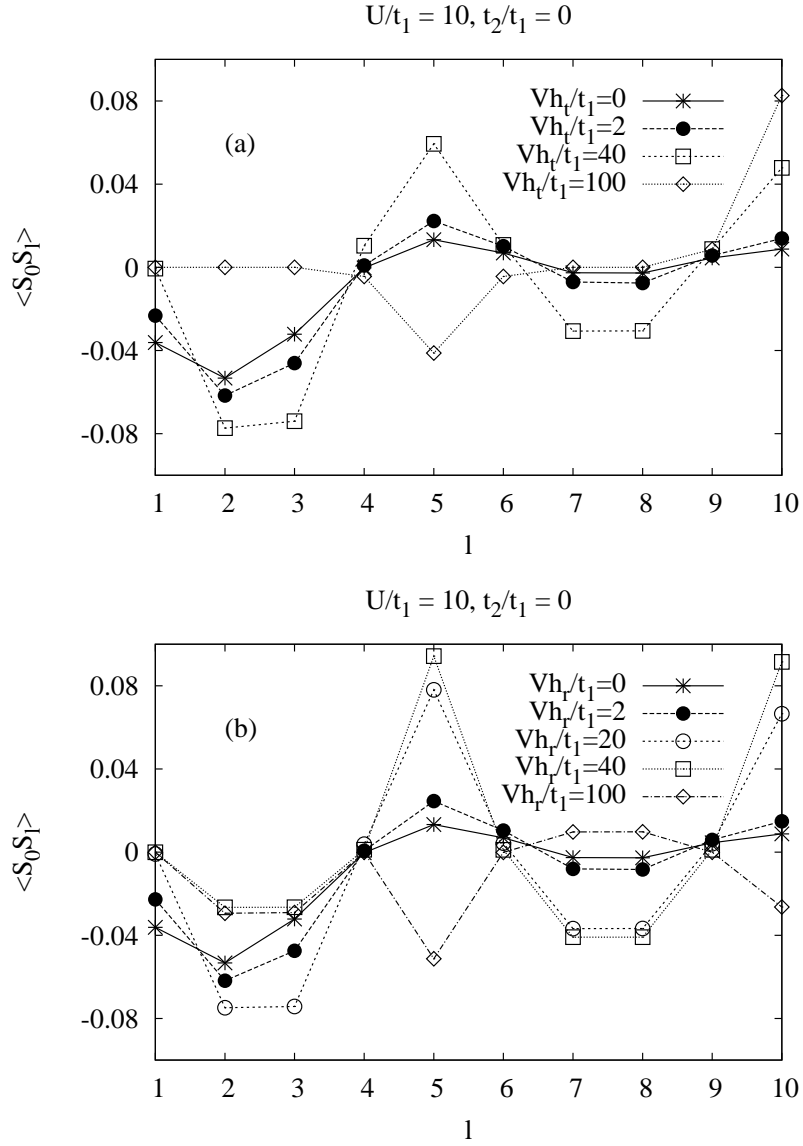 U/t1 = 10, t2/t1 = 0
0.08
0.04
0
-0.04
-0.08
<S0Sl>
(a)
Vht/t1=0
Vht/t1=2
Vht/t1=40
Vht/t1=100
1 2 3 4 5 6 7 8 9 10
l
U/t1 = 10, t2/t1 = 0
0.08
0.04
0
-0.04
-0.08
<S0Sl>
(b)
Vhr/t1=0
Vhr/t1=2
Vhr/t1=20
Vhr/t1=40
Vhr/t1=100
1 2 3 4 5 6 7 8 9 10
l